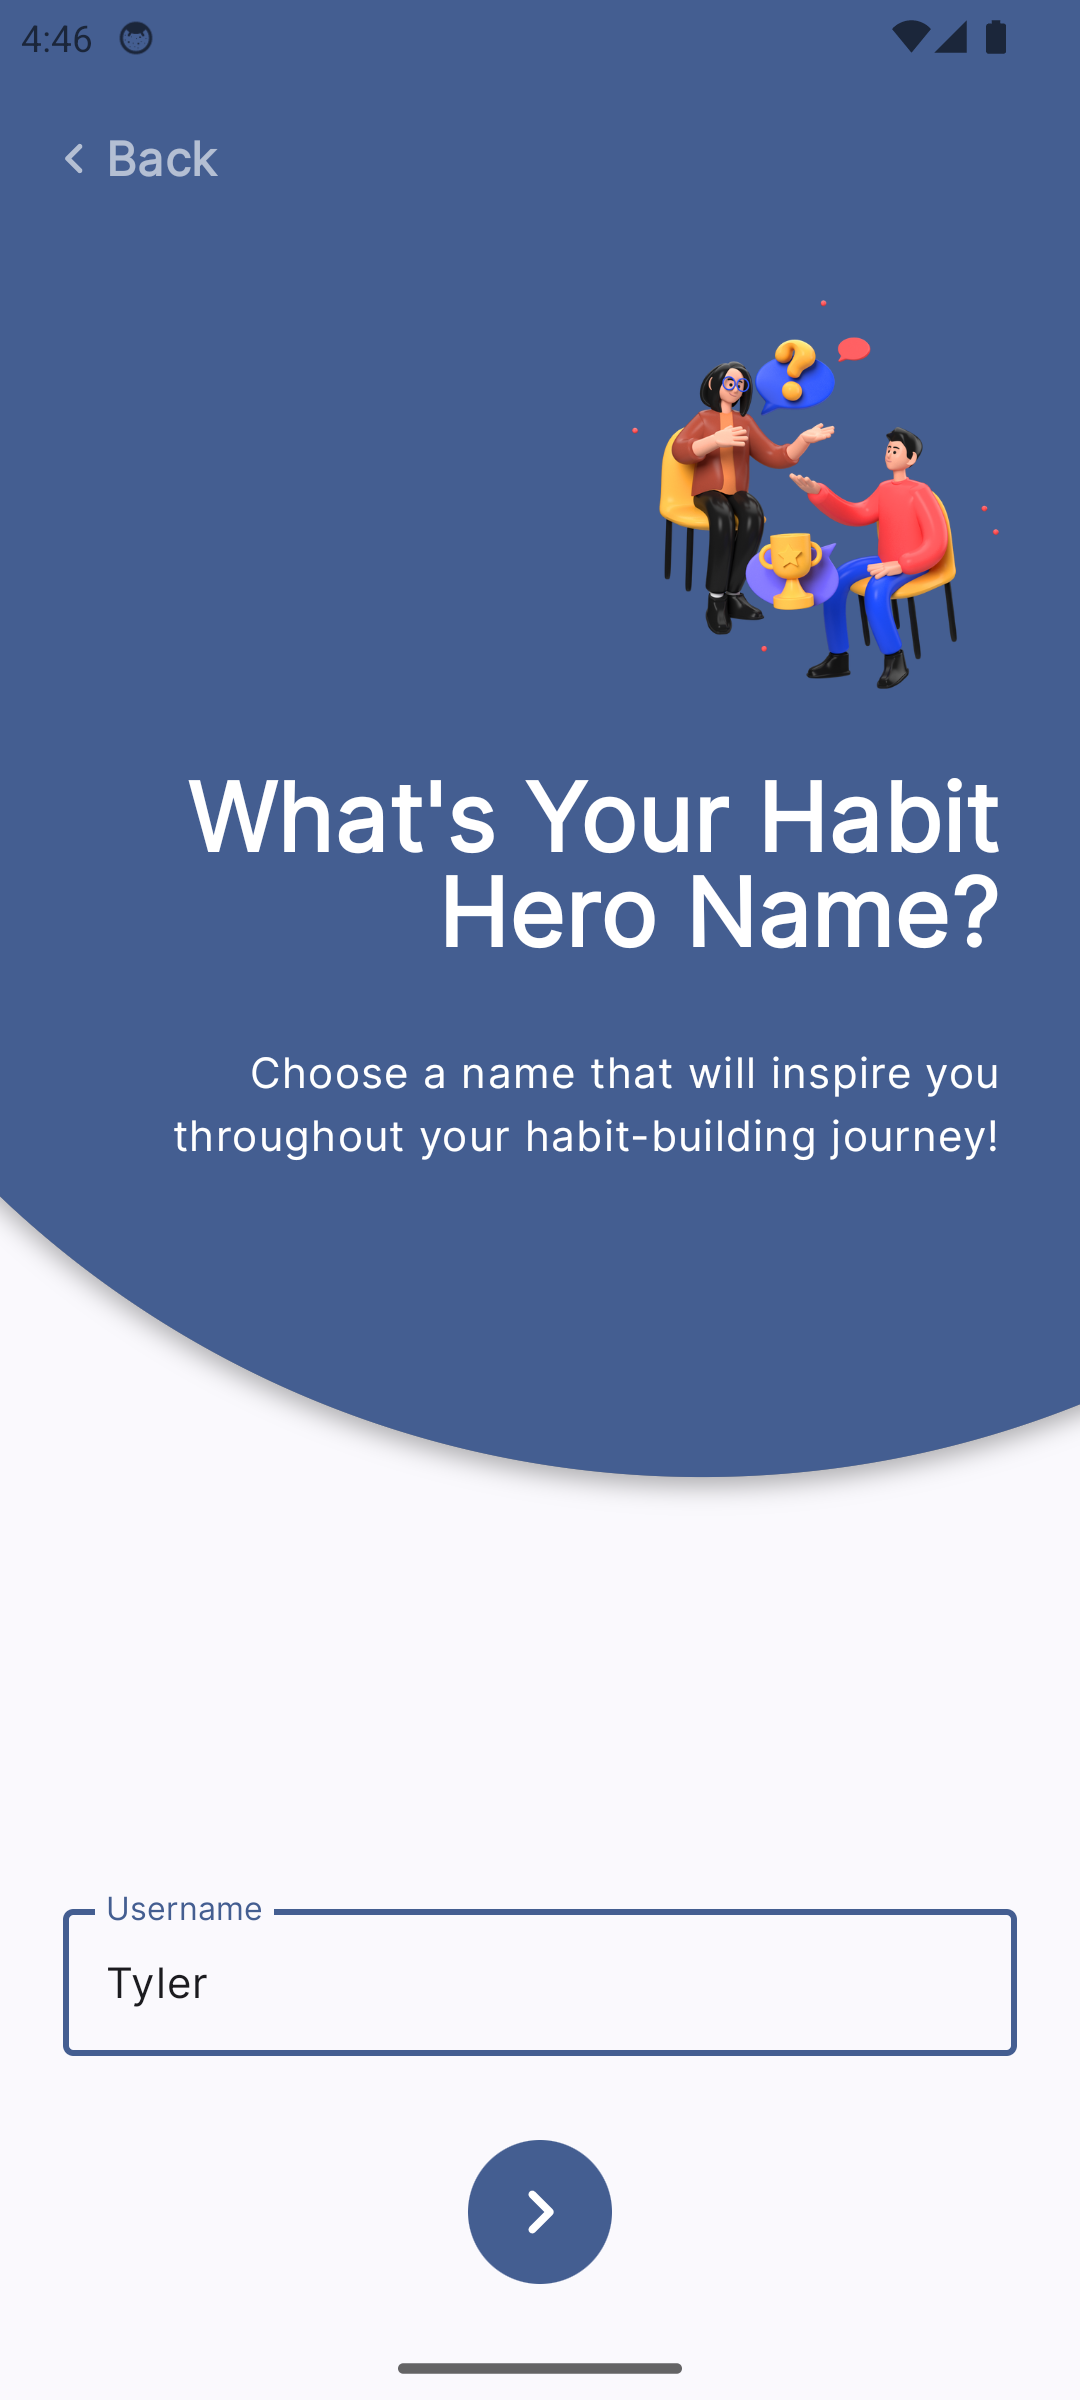 4:46
Back
What's Your Habit
Hero Name?
Choose a name that will inspire you
throughout your habit-building journey!
Username
Tyler